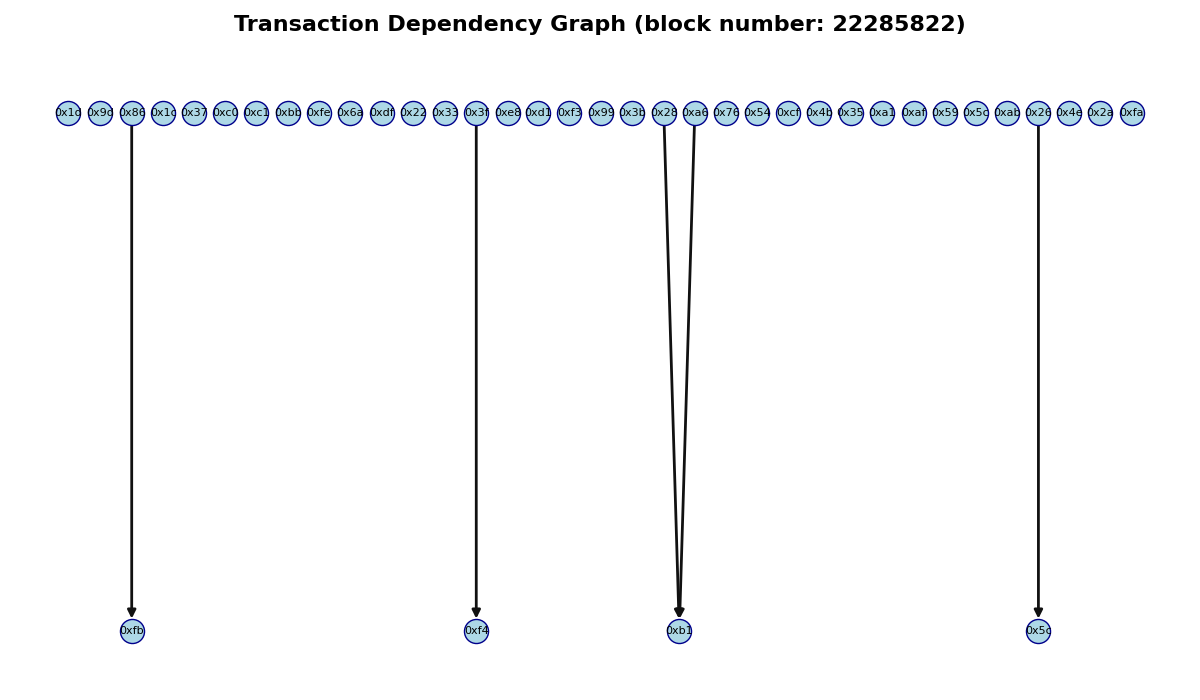 Transaction Dependency Graph (block number: 22285822)
0x1d 0x9d 0x86 0x1c 0x37 0xc0 0xc1 0xbb 0xfe 0x6a 0xdf 0x22 0x33 0x3f 0xe8 0xd1 0xf3 0x99 0x3b 0x28 0xa6 0x76 0x54 0xcf 0x4b 0x35 0xa1 0xaf 0x59 0x5c 0xab 0x26 0x4e 0x2a 0xfa
0xfb 0xf4 0xb1 0x5c